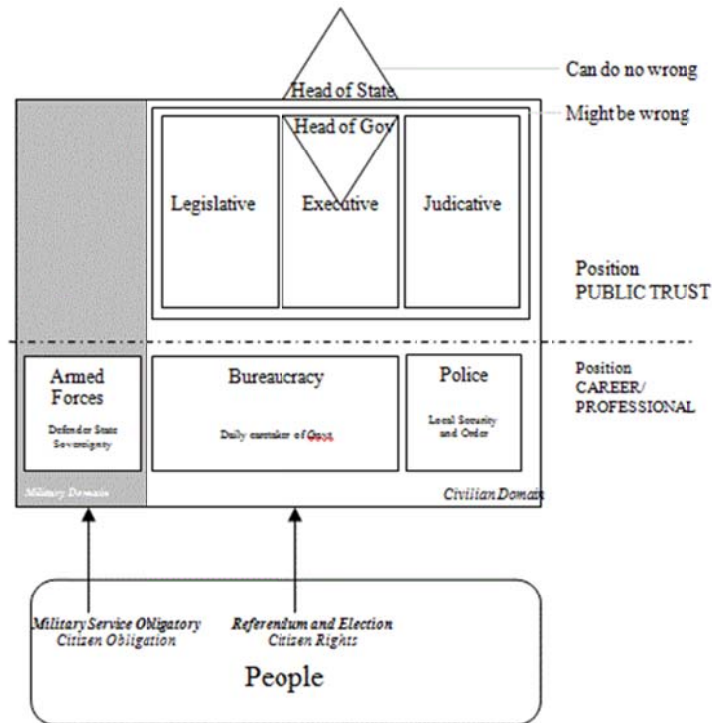 Can do no wrong
Head of State
Might be wrong
Head of Gov
Legislative
Executive
Judicative
Position
PUBLIC TRUST
Armed
Forces
Defender State
Sovereignty
Bureaucracy
Daily caretaker of Govt.
Police
Local Security
and Order
Position
CAREER/
PROFESSIONAL
Military Domain
Civilian Domain
Military Service Obligatory
Citizen Obligation
Referendum and Election
Citizen Rights
People